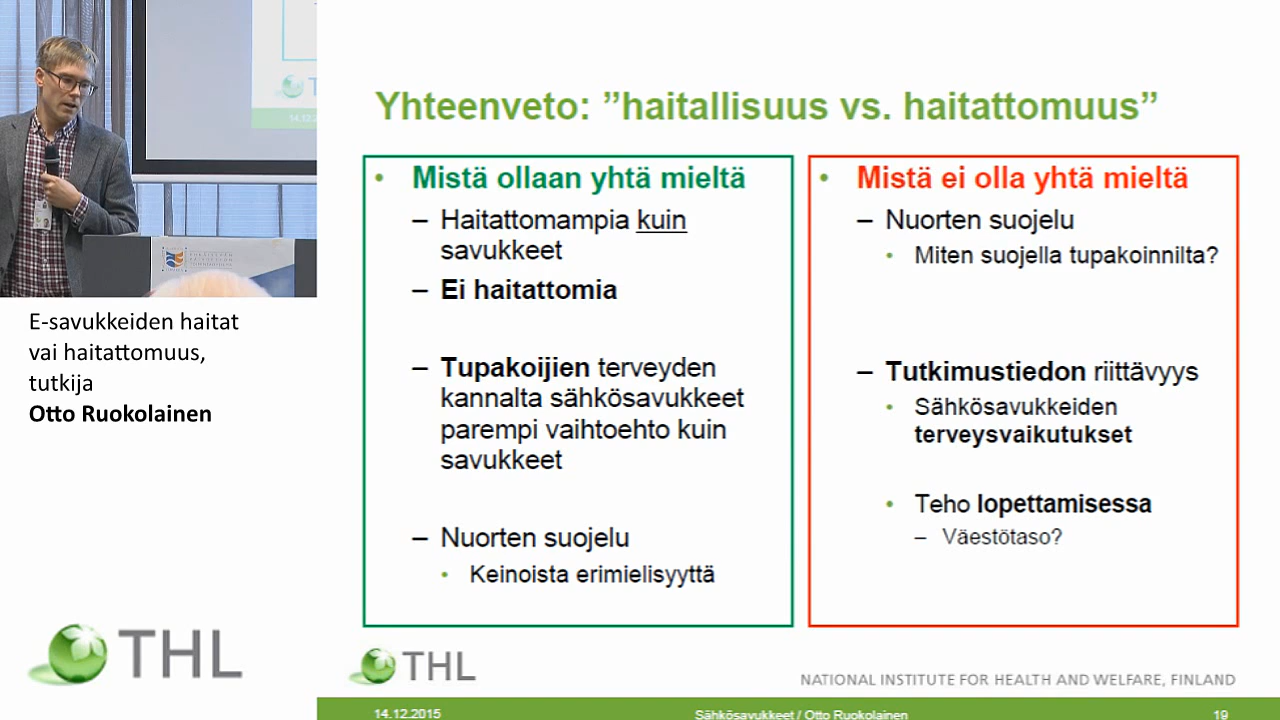 E-savukkeiden haitat
vai haitattomuus,
tutkija
Otto Ruokolainen
THL
Yhteenveto: ”haitallisuus vs. haitattomuus”
• Mistä ollaan yhtä mieltä
– Haitattomampia kuin
savukkeet
– Ei haitattomia
– Tupakoijien terveyden
kannalta sähkösavukkeet
parempi vaihtoehto kuin
savukkeet
– Nuorten suojelu
• Keinoista erimielisyyttä
• Mistä ei olla yhtä mieltä
– Nuorten suojelu
• Miten suojella tupakoinnilta?
– Tutkimustiedon riittävyys
• Sähkösavukkeiden
terveysvaikutukset
• Teho lopettamisessa
– Väestötaso?
THL
NATIONAL INSTITUTE FOR HEALTH AND WELFARE, FINLAND
14.12.2015
Sähkösavukkeet / Otto Ruokolainen
19